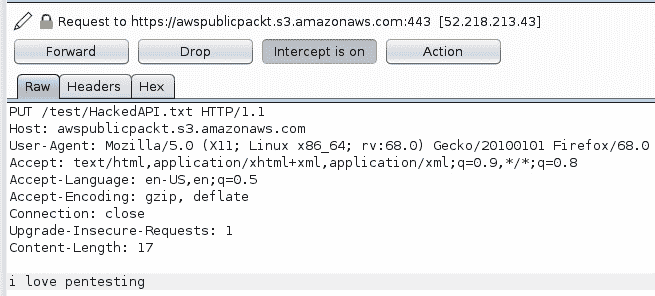 Request to https://awspublicpackt.s3.amazonaws.com:443 [52.218.213.43]
Forward Drop Intercept is on Action
Raw Headers Hex
PUT /test/HackedAPI.txt HTTP/1.1
Host: awspublicpackt.s3.amazonaws.com
User-Agent: Mozilla/5.0 (X11; Linux x86_64; rv:68.0) Gecko/20100101 Firefox/68.0
Accept: text/html,application/xhtml+xml,application/xml;q=0.9,*/*;q=0.8
Accept-Language: en-US,en;q=0.5
Accept-Encoding: gzip, deflate
Connection: close
Upgrade-Insecure-Requests: 1
Content-Length: 17
i love pentesting